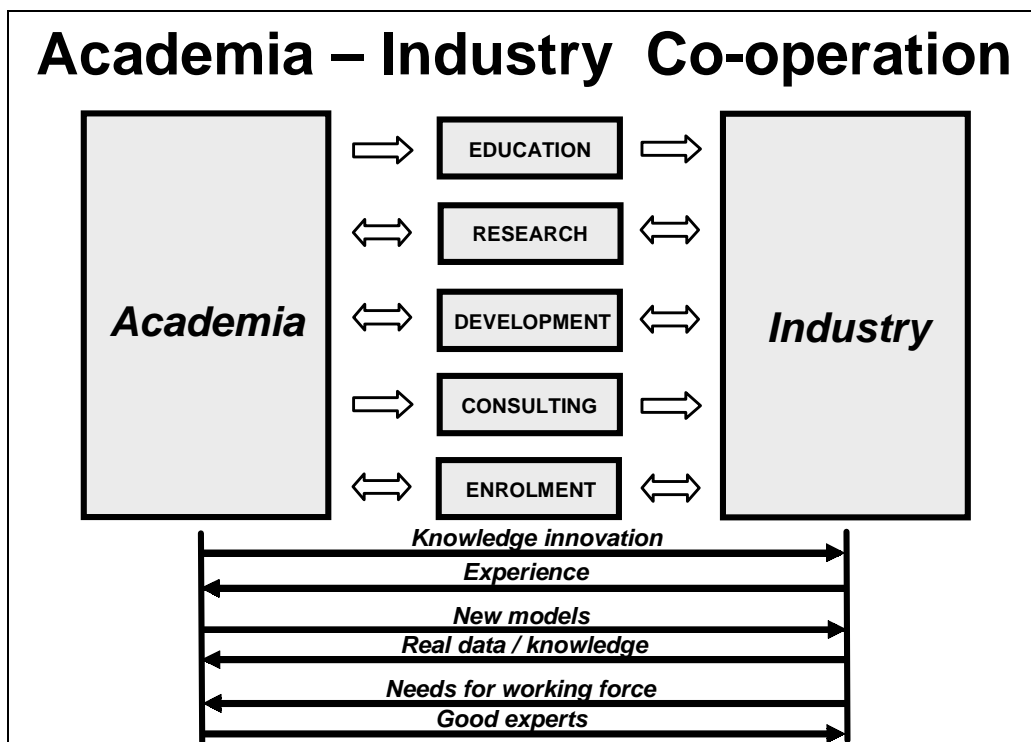 Academia – Industry Co-operation
Academia
EDUCATION
RESEARCH
DEVELOPMENT
CONSULTING
ENROLMENT
Industry
Knowledge innovation
Experience
New models
Real data / knowledge
Needs for working force
Good experts